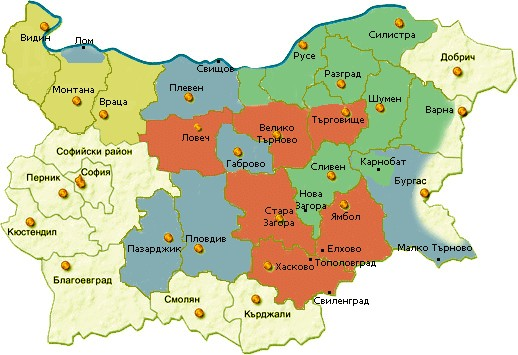 Видин
Лом
Монтана
Враца
Плевен
Свищов
Русе
Силистра
Добрич
Разград
Шумен
Варна
Търговище
Велико
Търново
Ловеч
Габрово
Софийски район
София
Перник
Кюстендил
Сливен
Карнобат
Бургас
Нова
Загора
Ямбол
Стара
Загора
Пазарджик
Пловдив
Малко Търново
Елхово
Тополовград
Хасково
Свиленград
Благоевград
Смолян
Кърджали